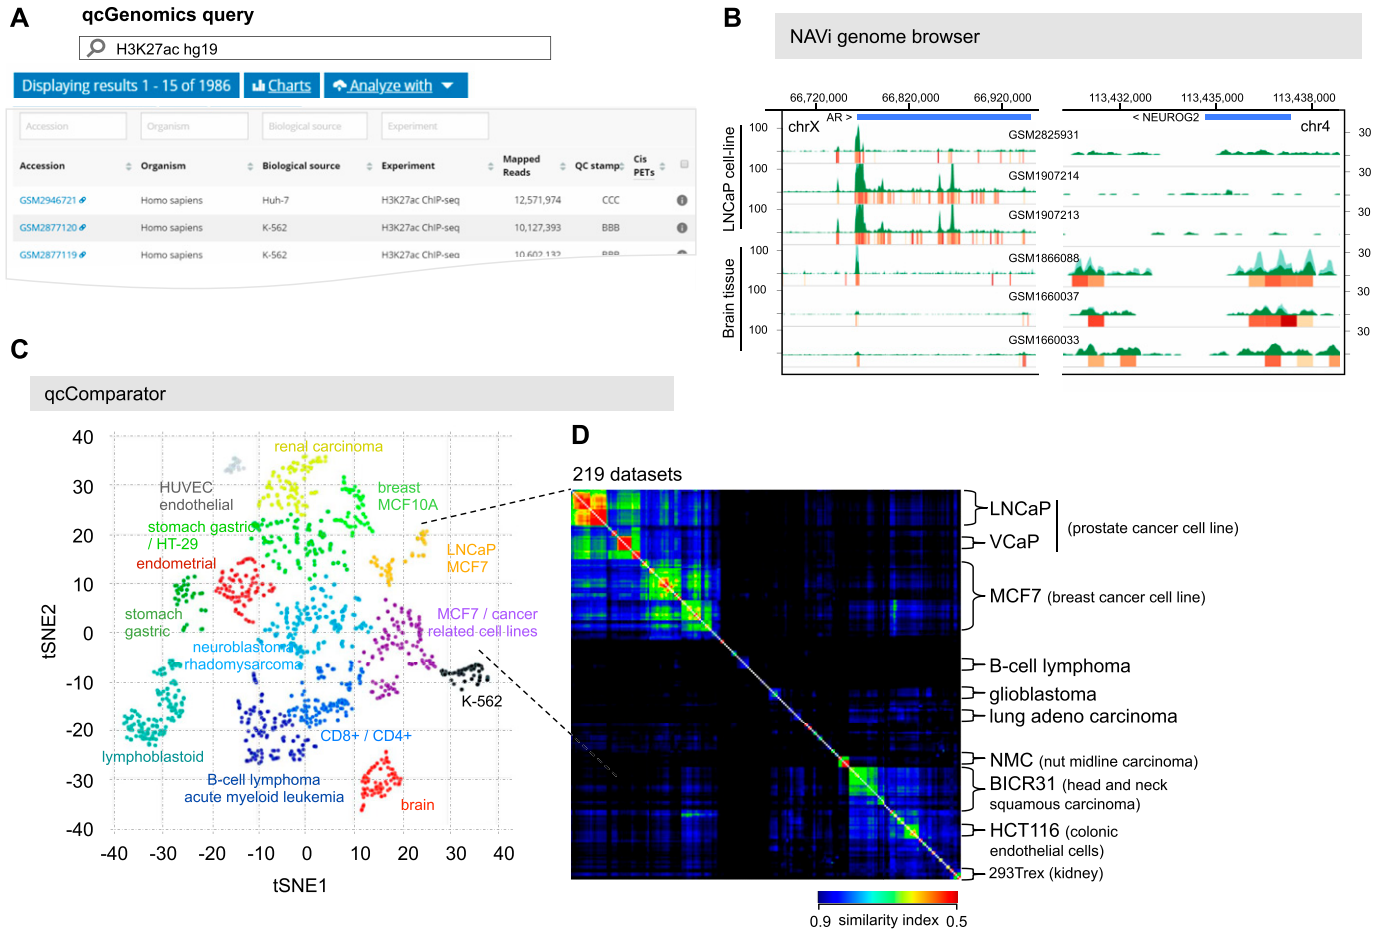 A
qcGenomics query
H3K27ac hg19
Displaying results 1 - 15 of 1986
Charts
Analyze with
Accession
Organism
Biological source
Experiment
Accession
Organism
Biological source
Experiment
Mapped Reads
QC stamp
Cis PETs
GSM2946721
Homo sapiens
Huh-7
H3K27ac ChIP-seq
12,571,974
CCC
GSM2877120
Homo sapiens
K-562
H3K27ac ChIP-seq
10,127,393
BBB
GSM2877119
Homo sapiens
K-562
H3K27ac ChIP-seq
10,602,132
BBB
B
NAVi genome browser
66,720,000
66,820,000
66,920,000
113,432,000
113,435,000
113,438,000
AR >
< NEUROG2
chrX
chr4
LNCaP cell-line
Brain tissue
100
GSM2825931
30
100
GSM1907214
30
100
GSM1907213
30
100
GSM1866088
30
100
GSM1660037
30
100
GSM1660033
30
C
qcComparator
40
30
20
10
0
-10
-20
-30
-40
tSNE2
renal carcinoma
HUVEC
endothelial
breast
MCF10A
stomach gastric
/ HT-29
LNCaP
MCF7
endometrial
stomach
gastric
MCF7 / cancer
related cell lines
neuroblastoma
rhadomysarcoma
K-562
CD8+ / CD4+
lymphoblastoid
B-cell lymphoma
acute myeloid leukemia
brain
-40
-30
-20
-10
0
10
20
30
40
tSNE1
D
219 datasets
LNCaP
VCaP
(prostate cancer cell line)
MCF7 (breast cancer cell line)
B-cell lymphoma
glioblastoma
lung adeno carcinoma
NMC (nut midline carcinoma)
BICR31 (head and neck
squamous carcinoma)
HCT116 (colonic
endothelial cells)
293Trex (kidney)
0.9 similarity index 0.5